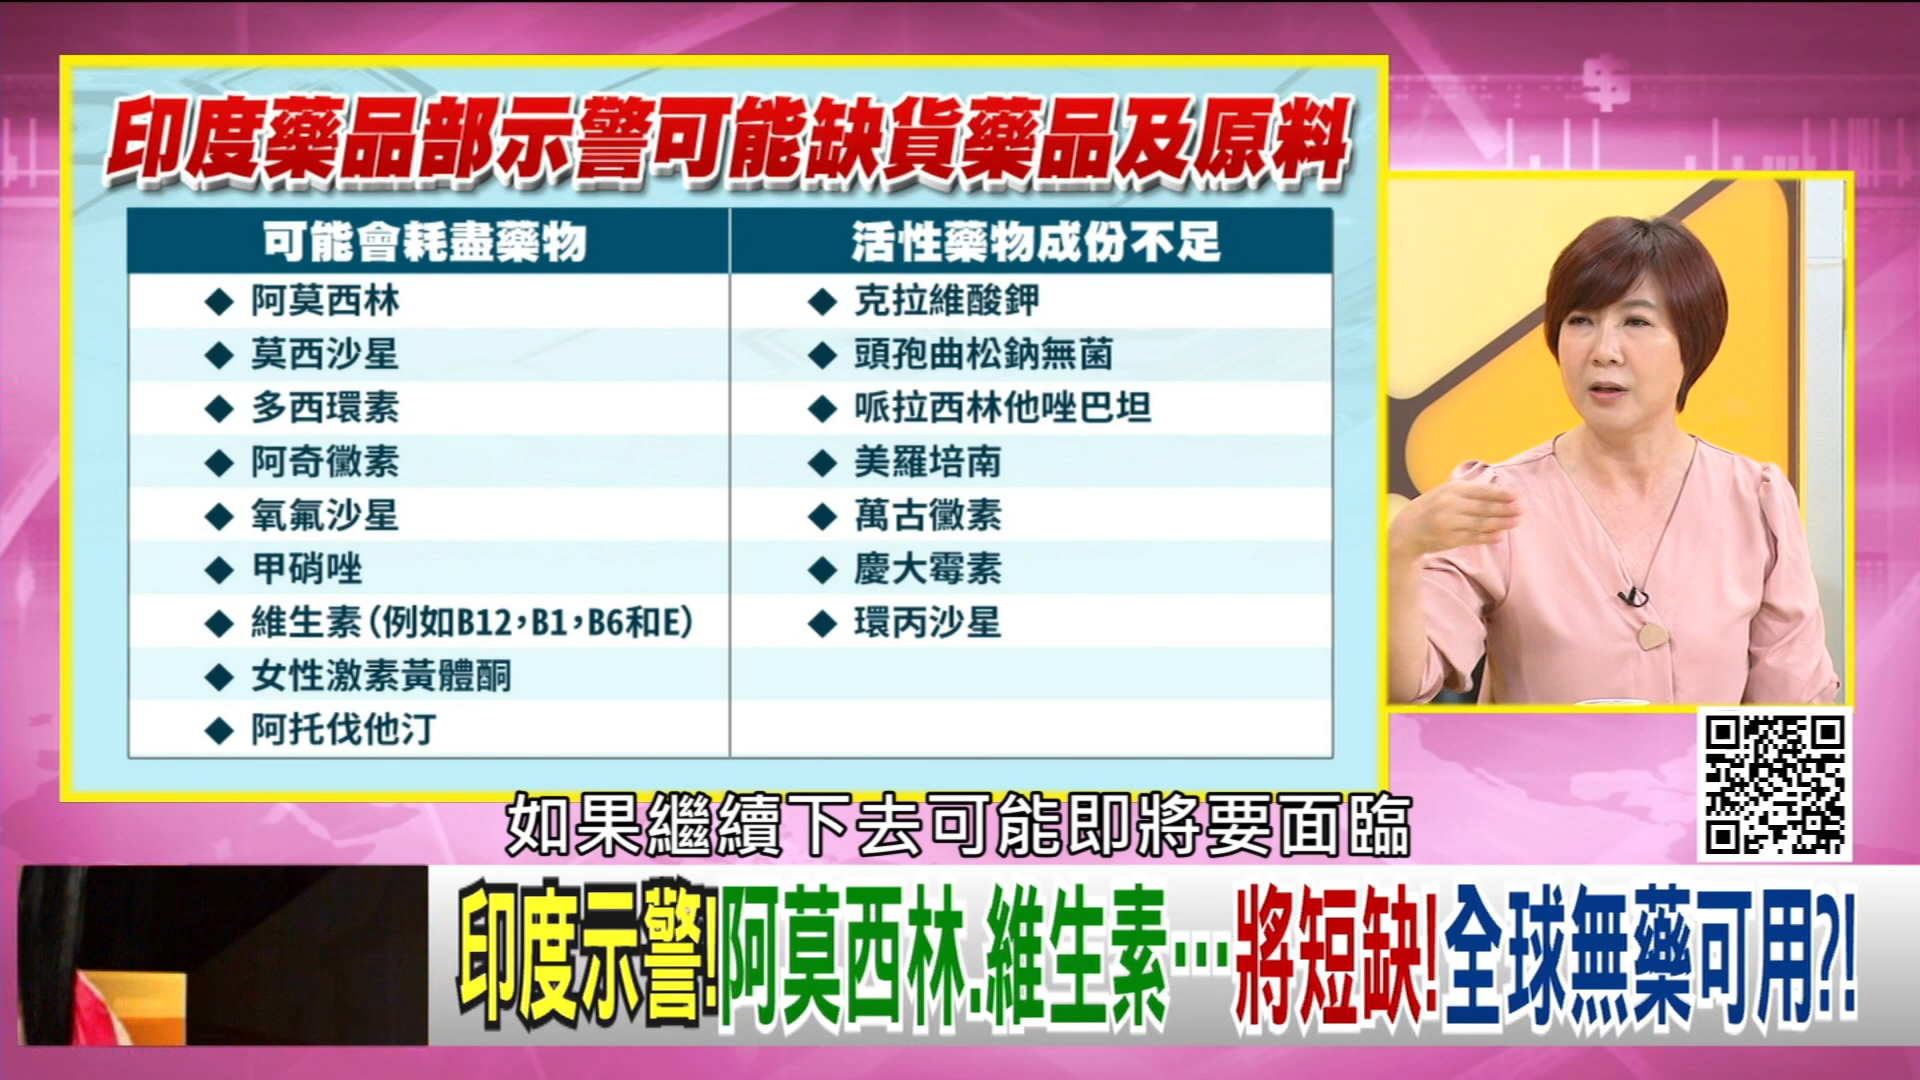 印度藥品部示警可能缺貨藥品及原料
可能會耗盡藥物
◆ 阿莫西林
◆ 莫西沙星
◆ 多西環素
◆ 阿奇黴素
◆ 氧氟沙星
◆ 甲硝唑
◆ 維生素(例如B12,B1,B6和E)
◆ 女性激素黃體酮
◆ 阿托伐他汀
活性藥物成份不足
◆ 克拉維酸鉀
◆ 頭孢曲松鈉無菌
◆ 哌拉西林他唑巴坦
◆ 美羅培南
◆ 萬古黴素
◆ 慶大霉素
◆ 環丙沙星
如果繼續下去可能即將要面臨
印度示警!阿莫西林.維生素…將短缺!全球無藥可用?!